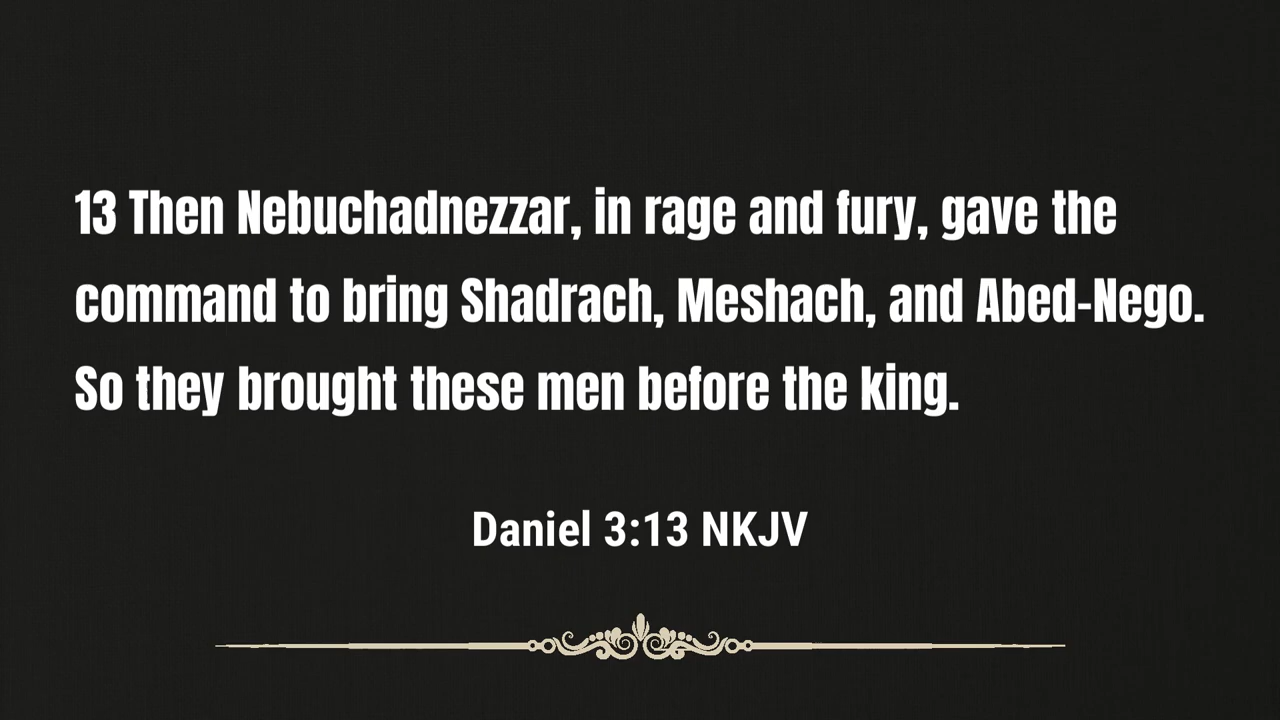 13 Then Nebuchadnezzar, in rage and fury, gave the
command to bring Shadrach, Meshach, and Abed-Nego.
So they brought these men before the king.
Daniel 3:13 NKJV